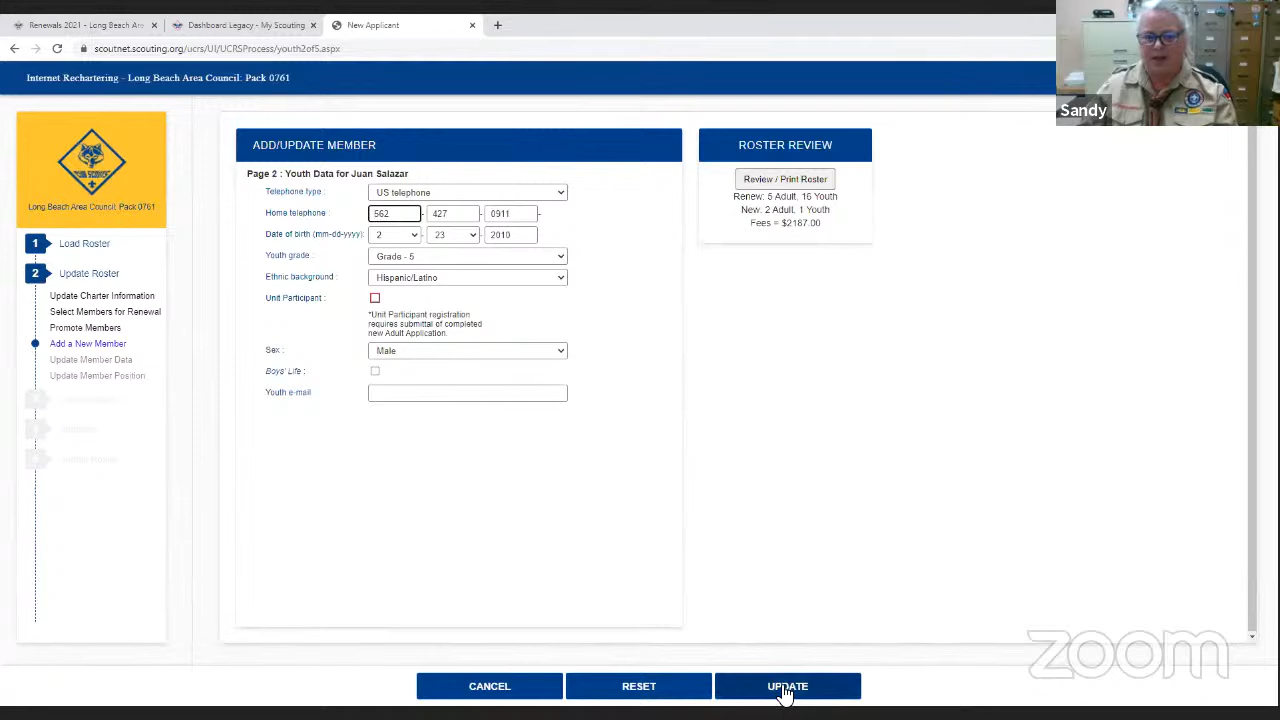 Renewals 2021 - Long Beach Are
Dashboard Legacy - My Scouting
New Applicant
scoutnet.scouting.org/ucrs/UI/UCRSProcess/youth2of5.aspx
Internet Rechartering - Long Beach Area Council: Pack 0761
Sandy
CUB SCOUTS
Long Beach Area Council: Pack 0761
1 Load Roster
2 Update Roster
Update Charter Information
Select Members for Renewal
Promote Members
Add a New Member
Update Member Data
Update Member Position
ADD/UPDATE MEMBER
Page 2 : Youth Data for Juan Salazar
Telephone type : US telephone
Home telephone 562 - 427 - 0911 -
Date of birth (mm-dd-yyyy): 2 - 23 - 2010
Youth grade : Grade - 5
Ethnic background : Hispanic/Latino
Unit Participant :
*Unit Participant registration
requires submittal of completed
new Adult Application.
Sex : Male
Boys' Life :
Youth e-mail
ROSTER REVIEW
Review / Print Roster
Renew: 5 Adult, 16 Youth
New: 2 Adult, 1 Youth
Fees = $2187.00
CANCEL
RESET
UPDATE
zoom